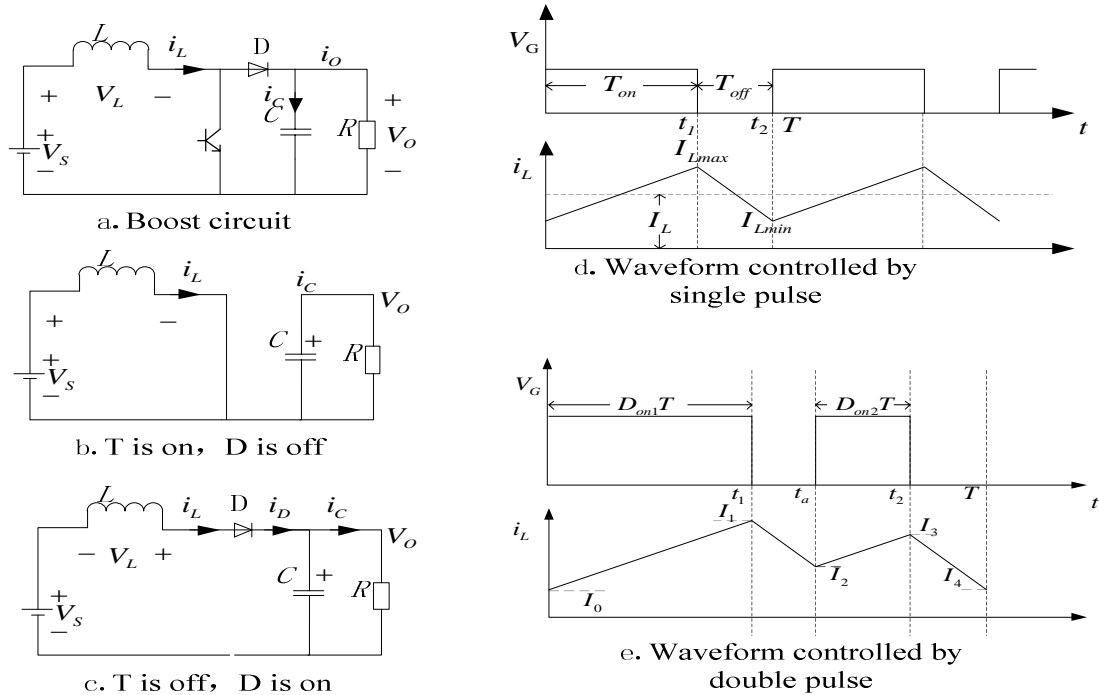 L
i_L
D
i_O
+
V_L
−
i_C
C
R
+
V_O
−
+
V_S
−
a. Boost circuit
L
i_L
i_C
V_O
+
−
C
+
R
+
V_S
−
b. T is on, D is off
L
i_L
D
i_D
i_C
V_O
−
V_L
+
C
+
R
+
V_S
−
c. T is off, D is on
V_G
T_on
T_off
t_1
t_2
T
t
I_Lmax
i_L
I_L
I_Lmin
d. Waveform controlled by
single pulse
V_G
D_on1T
D_on2T
t_1
t_a
t_2
T
t
i_L
I_1
I_3
I_2
I_4
I_0
e. Waveform controlled by
double pulse